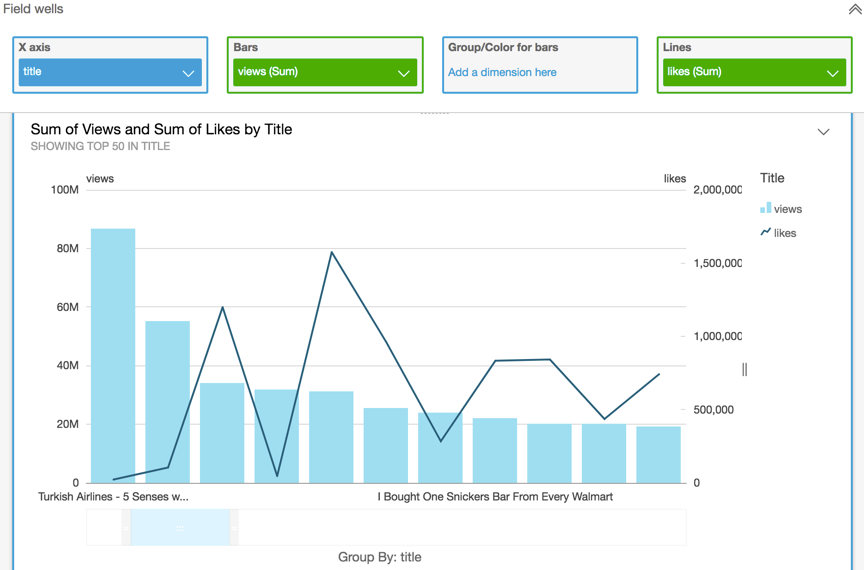 Field wells
X axis
title
Bars
views (Sum)
Group/Color for bars
Add a dimension here
Lines
likes (Sum)
Sum of Views and Sum of Likes by Title
SHOWING TOP 50 IN TITLE
views
likes
100M
80M
60M
40M
20M
0
2,000,000
1,500,000
1,000,000
500,000
0
Title
views
likes
Turkish Airlines - 5 Senses w...
I Bought One Snickers Bar From Every Walmart
Group By: title